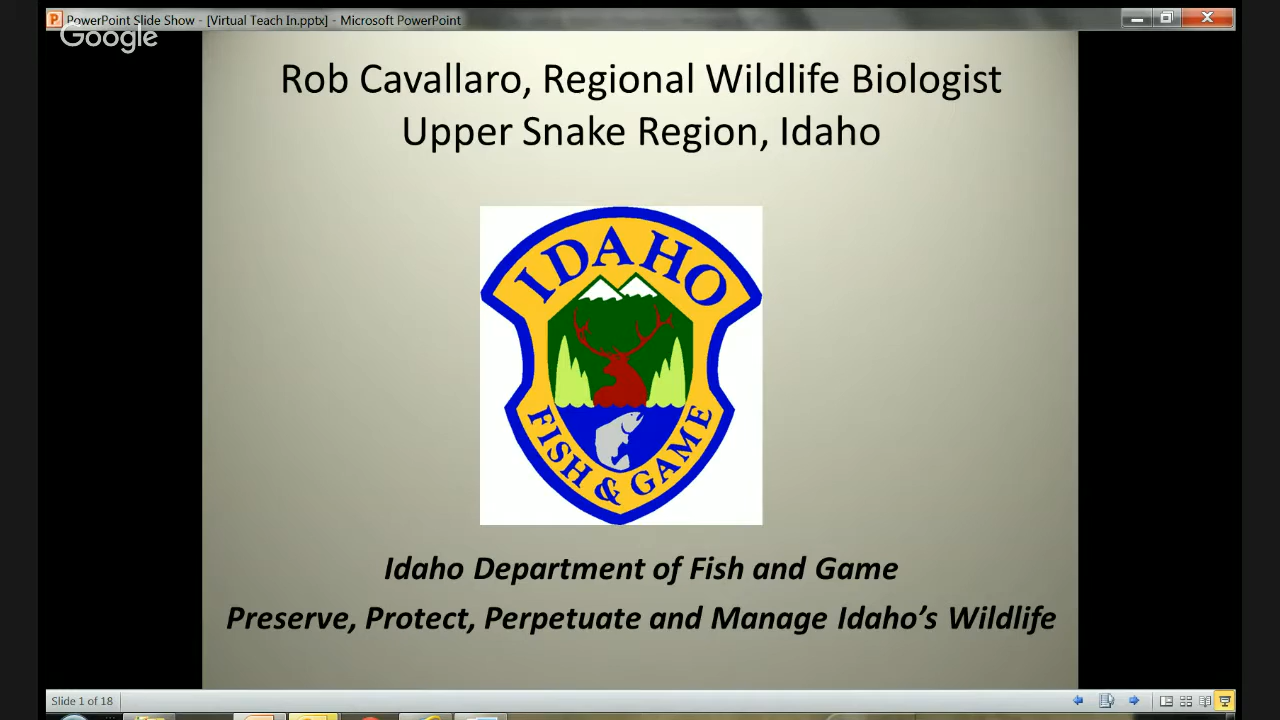 PowerPoint Slide Show - [Virtual Teach In.pptx] - Microsoft PowerPoint
Google
Rob Cavallaro, Regional Wildlife Biologist
Upper Snake Region, Idaho
IDAHO
FISH & GAME
Idaho Department of Fish and Game
Preserve, Protect, Perpetuate and Manage Idaho’s Wildlife
Slide 1 of 18